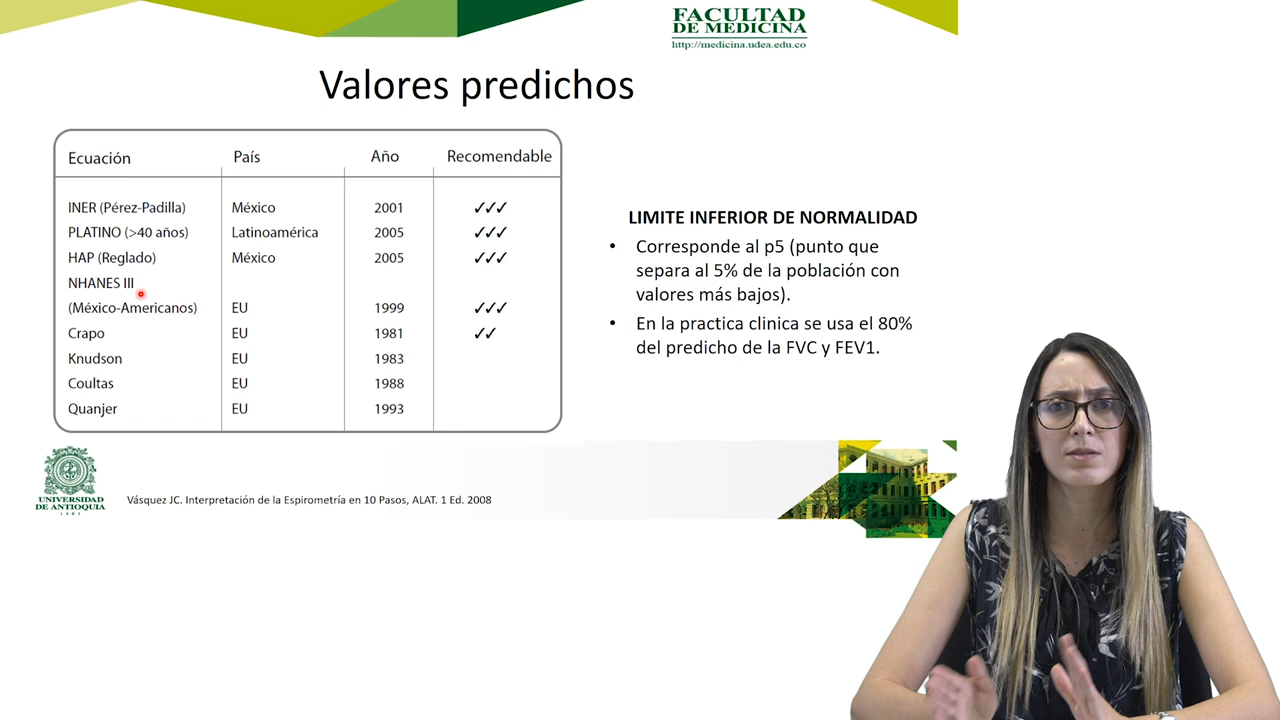 FACULTAD
DE MEDICINA
http://medicina.udea.edu.co
Valores predichos
Ecuación País Año Recomendable
INER (Pérez-Padilla) México 2001 ✓✓✓
PLATINO (>40 años) Latinoamérica 2005 ✓✓✓
HAP (Reglado) México 2005 ✓✓✓
NHANES III
(México-Americanos) EU 1999 ✓✓✓
Crapo EU 1981 ✓✓
Knudson EU 1983
Coultas EU 1988
Quanjer EU 1993
LIMITE INFERIOR DE NORMALIDAD
• Corresponde al p5 (punto que
separa al 5% de la población con
valores más bajos).
• En la practica clinica se usa el 80%
del predicho de la FVC y FEV1.
UNIVERSIDAD
DE ANTIOQUIA
1803
Vásquez JC. Interpretación de la Espirometría en 10 Pasos, ALAT. 1 Ed. 2008